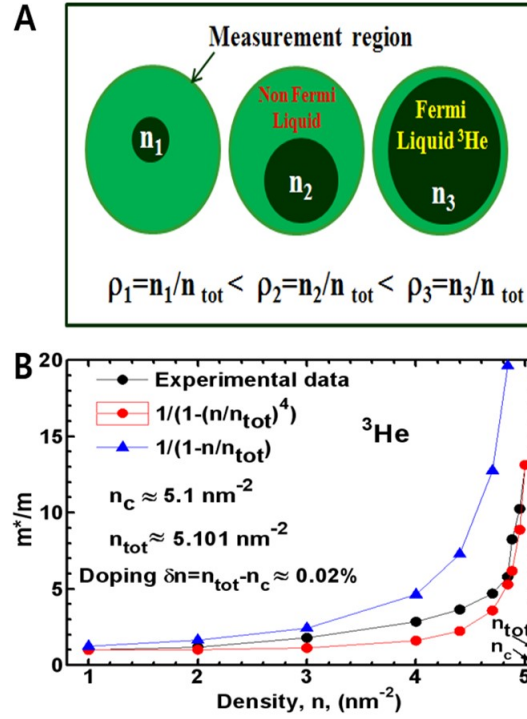 A
Measurement region
n1
Non Fermi
Liquid
n2
Fermi
Liquid ³He
n3
ρ1=n1/n tot < ρ2=n2/n tot < ρ3=n3/n tot
B
20
15
10
5
0
m*/m
Experimental data
1/(1-(n/ntot)⁴)
1/(1-n/ntot)
³He
nc ≈ 5.1 nm⁻²
ntot ≈ 5.101 nm⁻²
Doping δn=ntot-nc ≈ 0.02%
ntot
nc
1 2 3 4 5
Density, n, (nm⁻²)